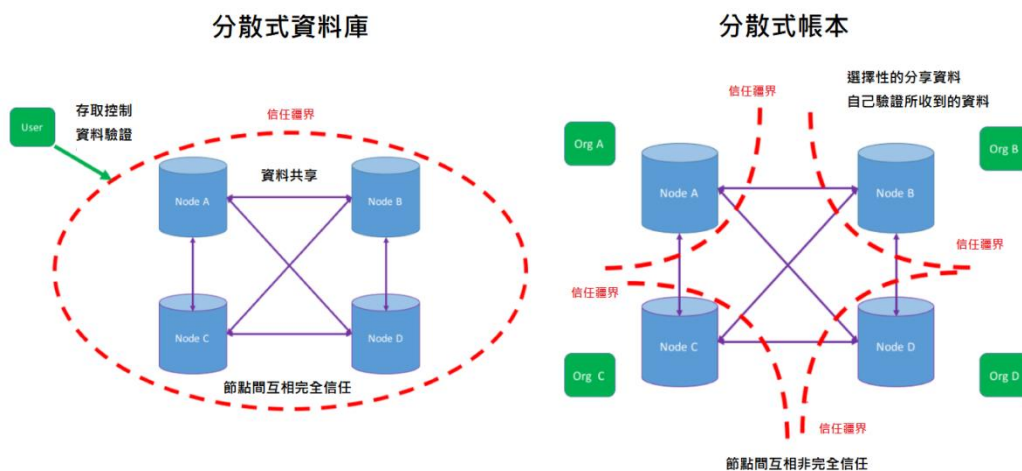 分散式資料庫
User
存取控制
資料驗證
信任疆界
Node A
資料共享
Node B
Node C
Node D
節點間互相完全信任
分散式帳本
選擇性的分享資料
自己驗證所收到的資料
信任疆界
Org A
Org B
Node A
Node B
信任疆界
信任疆界
Node C
Node D
Org C
Org D
信任疆界
節點間互相非完全信任